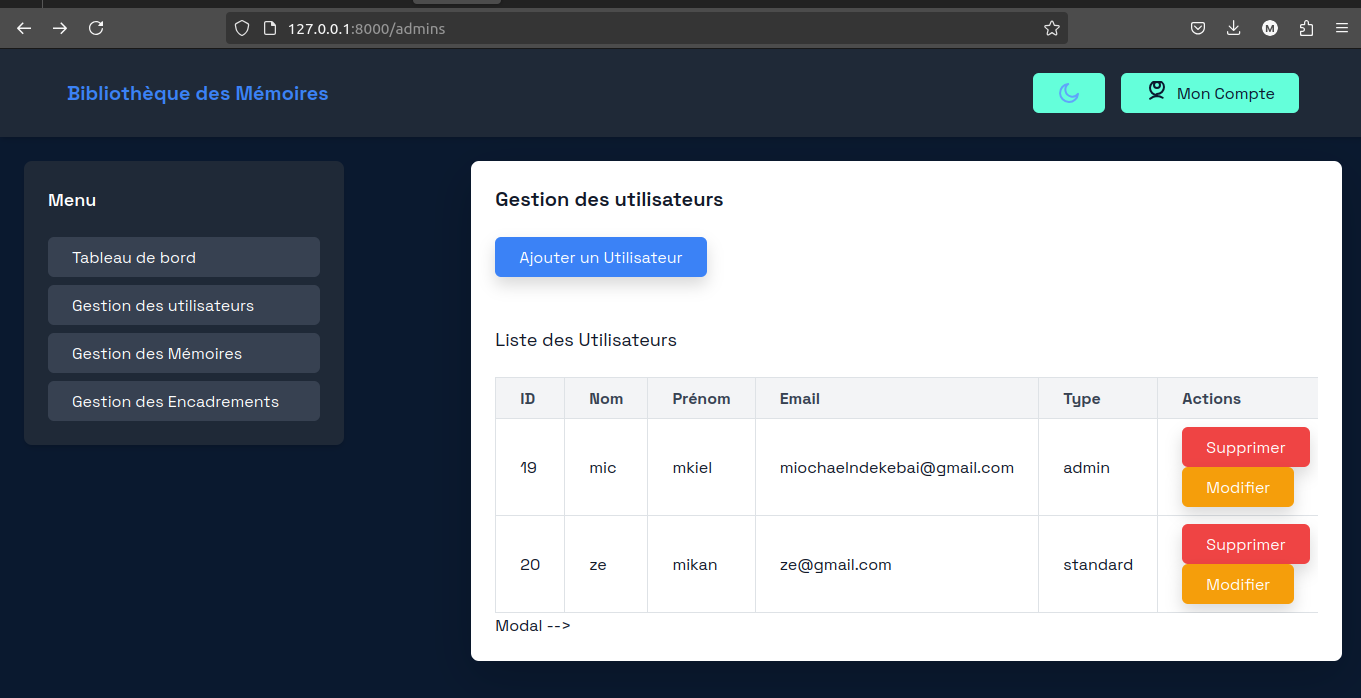 127.0.0.1:8000/admins
M
Bibliothèque des Mémoires
Mon Compte
Menu
Tableau de bord
Gestion des utilisateurs
Gestion des Mémoires
Gestion des Encadrements
Gestion des utilisateurs
Ajouter un Utilisateur
Liste des Utilisateurs
ID Nom Prénom Email Type Actions
19 mic mkiel miochaelndekebai@gmail.com admin Supprimer
Modifier
20 ze mikan ze@gmail.com standard Supprimer
Modifier
Modal -->